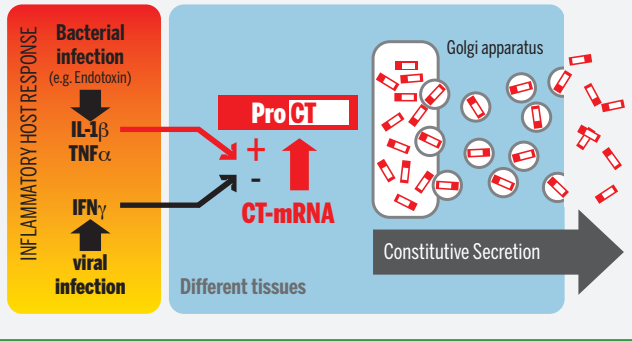 INFLAMMATORY HOST RESPONSE
Bacterial
infection
(e.g. Endotoxin)
IL-1β
TNFα
IFNγ
viral
infection
ProCT
+
-
CT-mRNA
Different tissues
Golgi apparatus
Constitutive Secretion